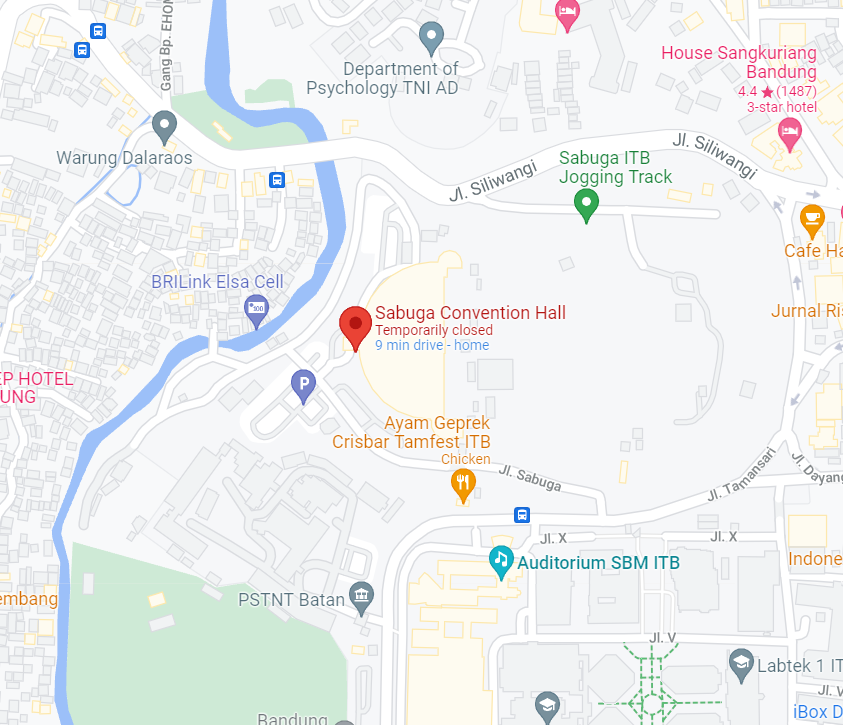 Gang Bp. EHOM
Department of
Psychology TNI AD
House Sangkuriang
Bandung
4.4 ★ (1487)
3-star hotel
Warung Dalaraos
Jl. Siliwangi
Jl. Siliwangi
Sabuga ITB
Jogging Track
Cafe Ha
BRILink Elsa Cell
Sabuga Convention Hall
Temporarily closed
9 min drive - home
Jurnal Ris
EP HOTEL
UNG
P
Ayam Geprek
Crisbar Tamfest ITB
Chicken
Jl. Sabuga
Jl. Tamansari
Jl. Dayang
Jl. X
Jl. X
Auditorium SBM ITB
Indone
embang
PSTNT Batan
Jl. V
Labtek 1 IT
Jl. V
iBox D
Bandung